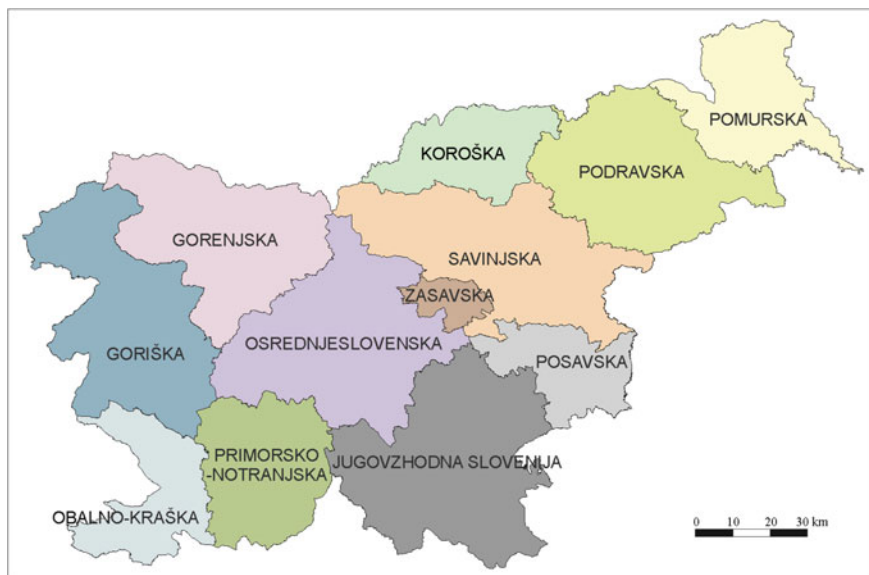 POMURSKA
KOROŠKA
PODRAVSKA
GORENJSKA
SAVINJSKA
ZASAVSKA
OSREDNJESLOVENSKA
GORIŠKA
POSAVSKA
PRIMORSKO
-NOTRANJSKA
JUGOVZHODNA SLOVENIJA
OBALNO-KRAŠKA
0 10 20 30 km